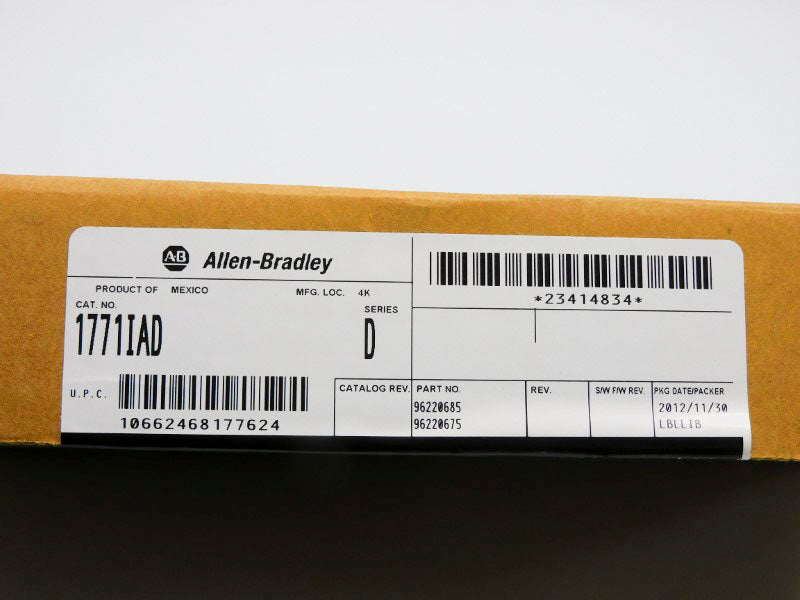 A-B Allen-Bradley
*23414834*
PRODUCT OF MEXICO MFG. LOC. 4K
CAT. NO. SERIES
1771IAD D
U.P.C.
10662468177624
CATALOG REV. PART NO. REV. S/W F/W REV. PKG DATE/PACKER
96220685 2012/11/30
96220675 LBLLIB